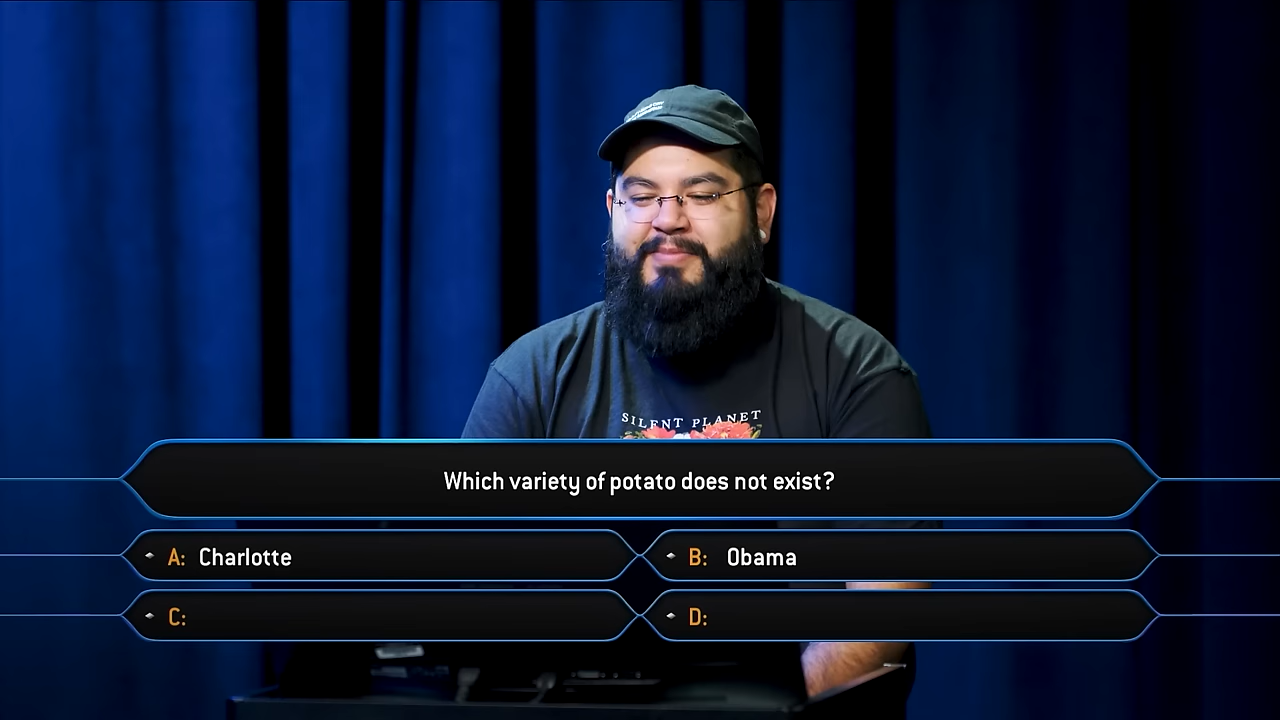 SILENT PLANET
Which variety of potato does not exist?
A: Charlotte
B: Obama
C:
D: